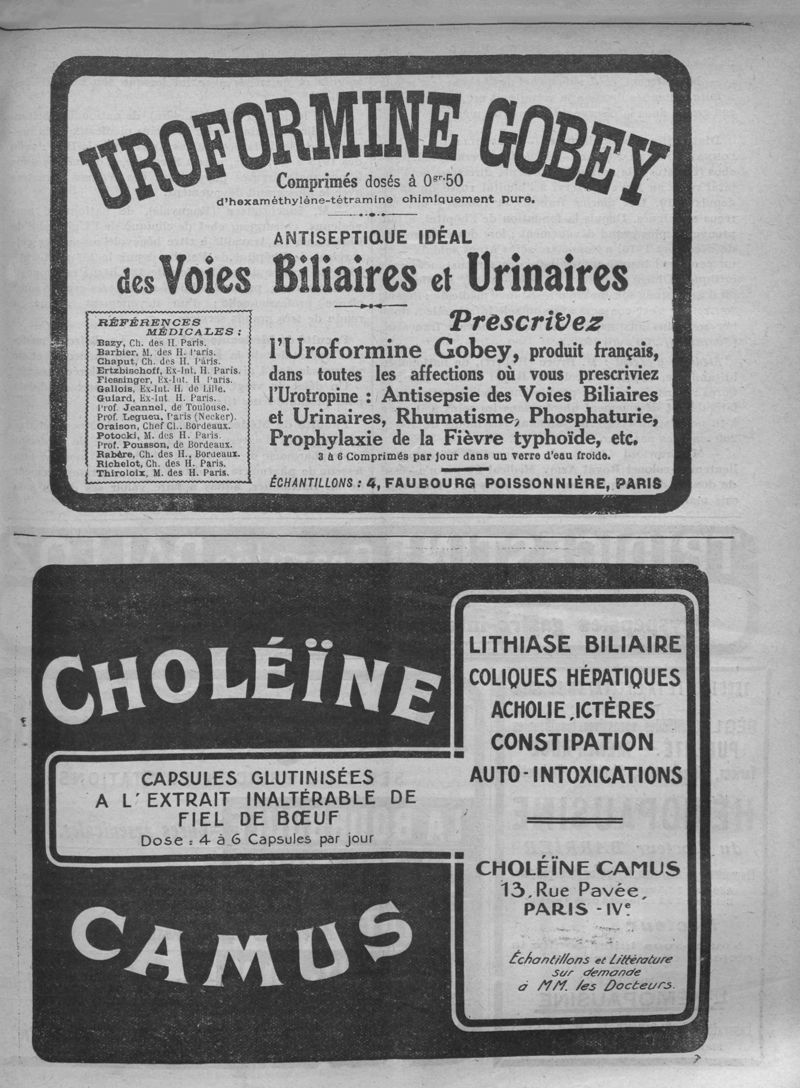 UROFORMINE GOBEY
Comprimés dosés à 0gr.50
d'hexaméthylène-tétramine chimiquement pure.
ANTISEPTIQUE IDÉAL
des Voies Biliaires et Urinaires
RÉFÉRENCES
MÉDICALES :
Bazy, Ch. des H. Paris.
Barbier, M. des H. Paris.
Chaput, Ch. des H. Paris.
Ertzbischoff, Ex-Int. H. Paris.
Flessinger, Ex-Int. H Paris.
Gallois, Ex-Int. H. de Lille.
Guiard, Ex-Int. H. Paris.
Prof. Jeannel, de Toulouse.
Prof. Legueu, Paris (Necker).
Oraison, Chef Cl., Bordeaux.
Potocki, M. des H. Paris.
Prof. Pousson, de Bordeaux.
Rabère, Ch. des H., Bordeaux.
Richelot, Ch. des H. Paris.
Thiroloix, M. des H. Paris.
Prescrivez
l'Uroformine Gobey, produit français,
dans toutes les affections où vous prescriviez
l'Urotropine : Antisepsie des Voies Biliaires
et Urinaires, Rhumatisme, Phosphaturie,
Prophylaxie de la Fièvre typhoïde, etc.
3 à 6 Comprimés par jour dans un verre d'eau froide.
ÉCHANTILLONS : 4, FAUBOURG POISSONNIÈRE, PARIS
CHOLÉÏNE
CAPSULES GLUTINISÉES
A L'EXTRAIT INALTÉRABLE DE
FIEL DE BŒUF
Dose : 4 à 6 Capsules par jour
CAMUS
LITHIASE BILIAIRE
COLIQUES HÉPATIQUES
ACHOLIE, ICTÈRES
CONSTIPATION
AUTO-INTOXICATIONS
CHOLÉÏNE CAMUS
13, Rue Pavée,
PARIS - IVe
Échantillons et Littérature
sur demande
à MM. les Docteurs.